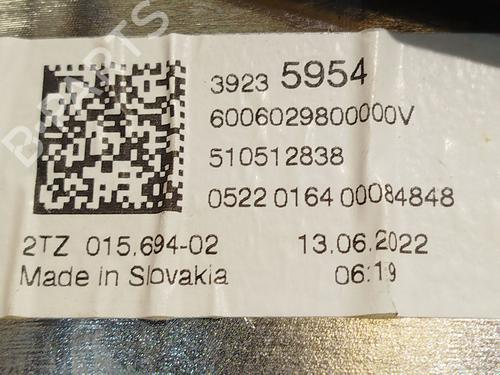 B-PARTS
3923 5954
6006029800000V
510512838
0522 0164 00084848
2TZ 015.694-02 13.06.2022
Made in Slovakia 06:19